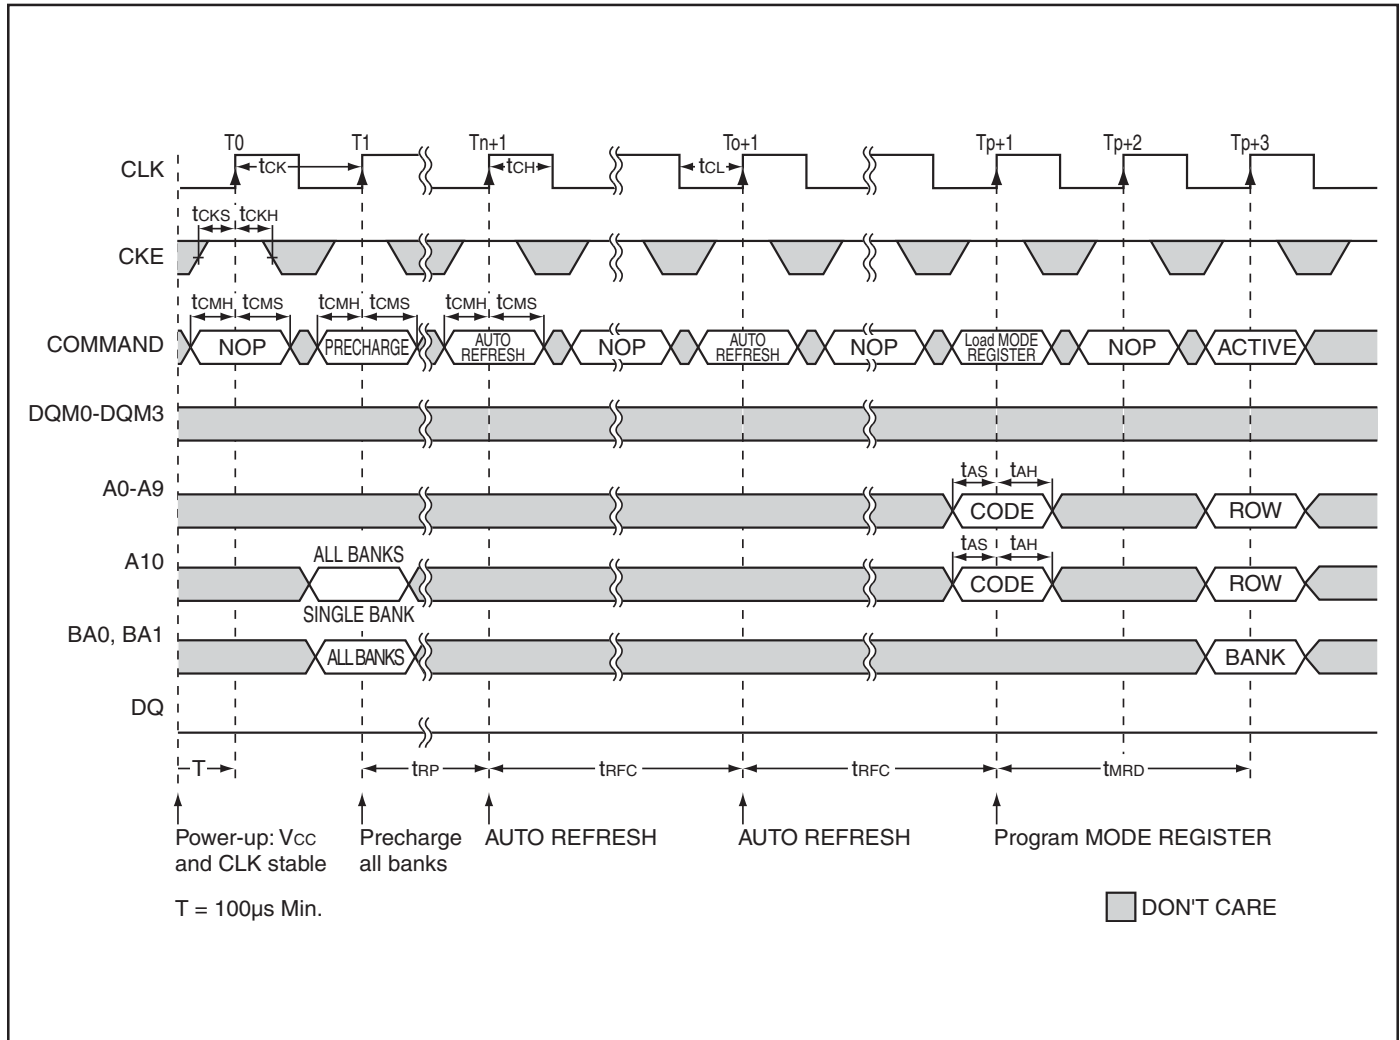 T0 T1 Tn+1 To+1 Tp+1 Tp+2 Tp+3
CLK tCK tCH tCL
tCKS tCKH
CKE
tCMH tCMS tCMH tCMS tCMH tCMS
COMMAND NOP PRECHARGE AUTO REFRESH NOP AUTO REFRESH NOP Load MODE REGISTER NOP ACTIVE
DQM0-DQM3
tAS tAH
A0-A9 CODE ROW
ALL BANKS tAS tAH
A10 CODE ROW
SINGLE BANK
BA0, BA1 ALL BANKS BANK
DQ
T tRP tRFC tRFC tMRD
Power-up: VCC
and CLK stable
Precharge
all banks
AUTO REFRESH
AUTO REFRESH
Program MODE REGISTER
T = 100µs Min.
DON'T CARE